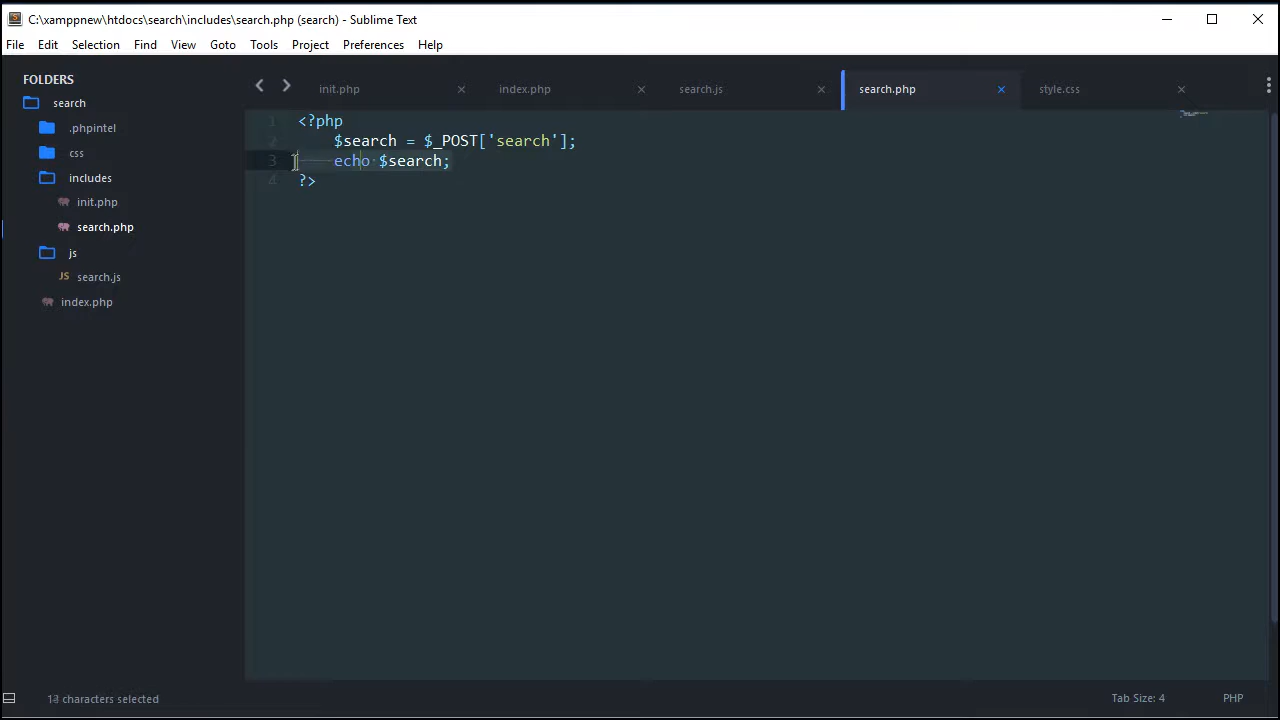 C:\xamppnew\htdocs\search\includes\search.php (search) - Sublime Text
File Edit Selection Find View Goto Tools Project Preferences Help
FOLDERS
search
.phpintel
css
includes
init.php
search.php
js
JS search.js
index.php
init.php index.php search.js search.php style.css
1 <?php
2 $search = $_POST['search'];
3 echo $search;
4 ?>
characters selected
Tab Size: 4 PHP